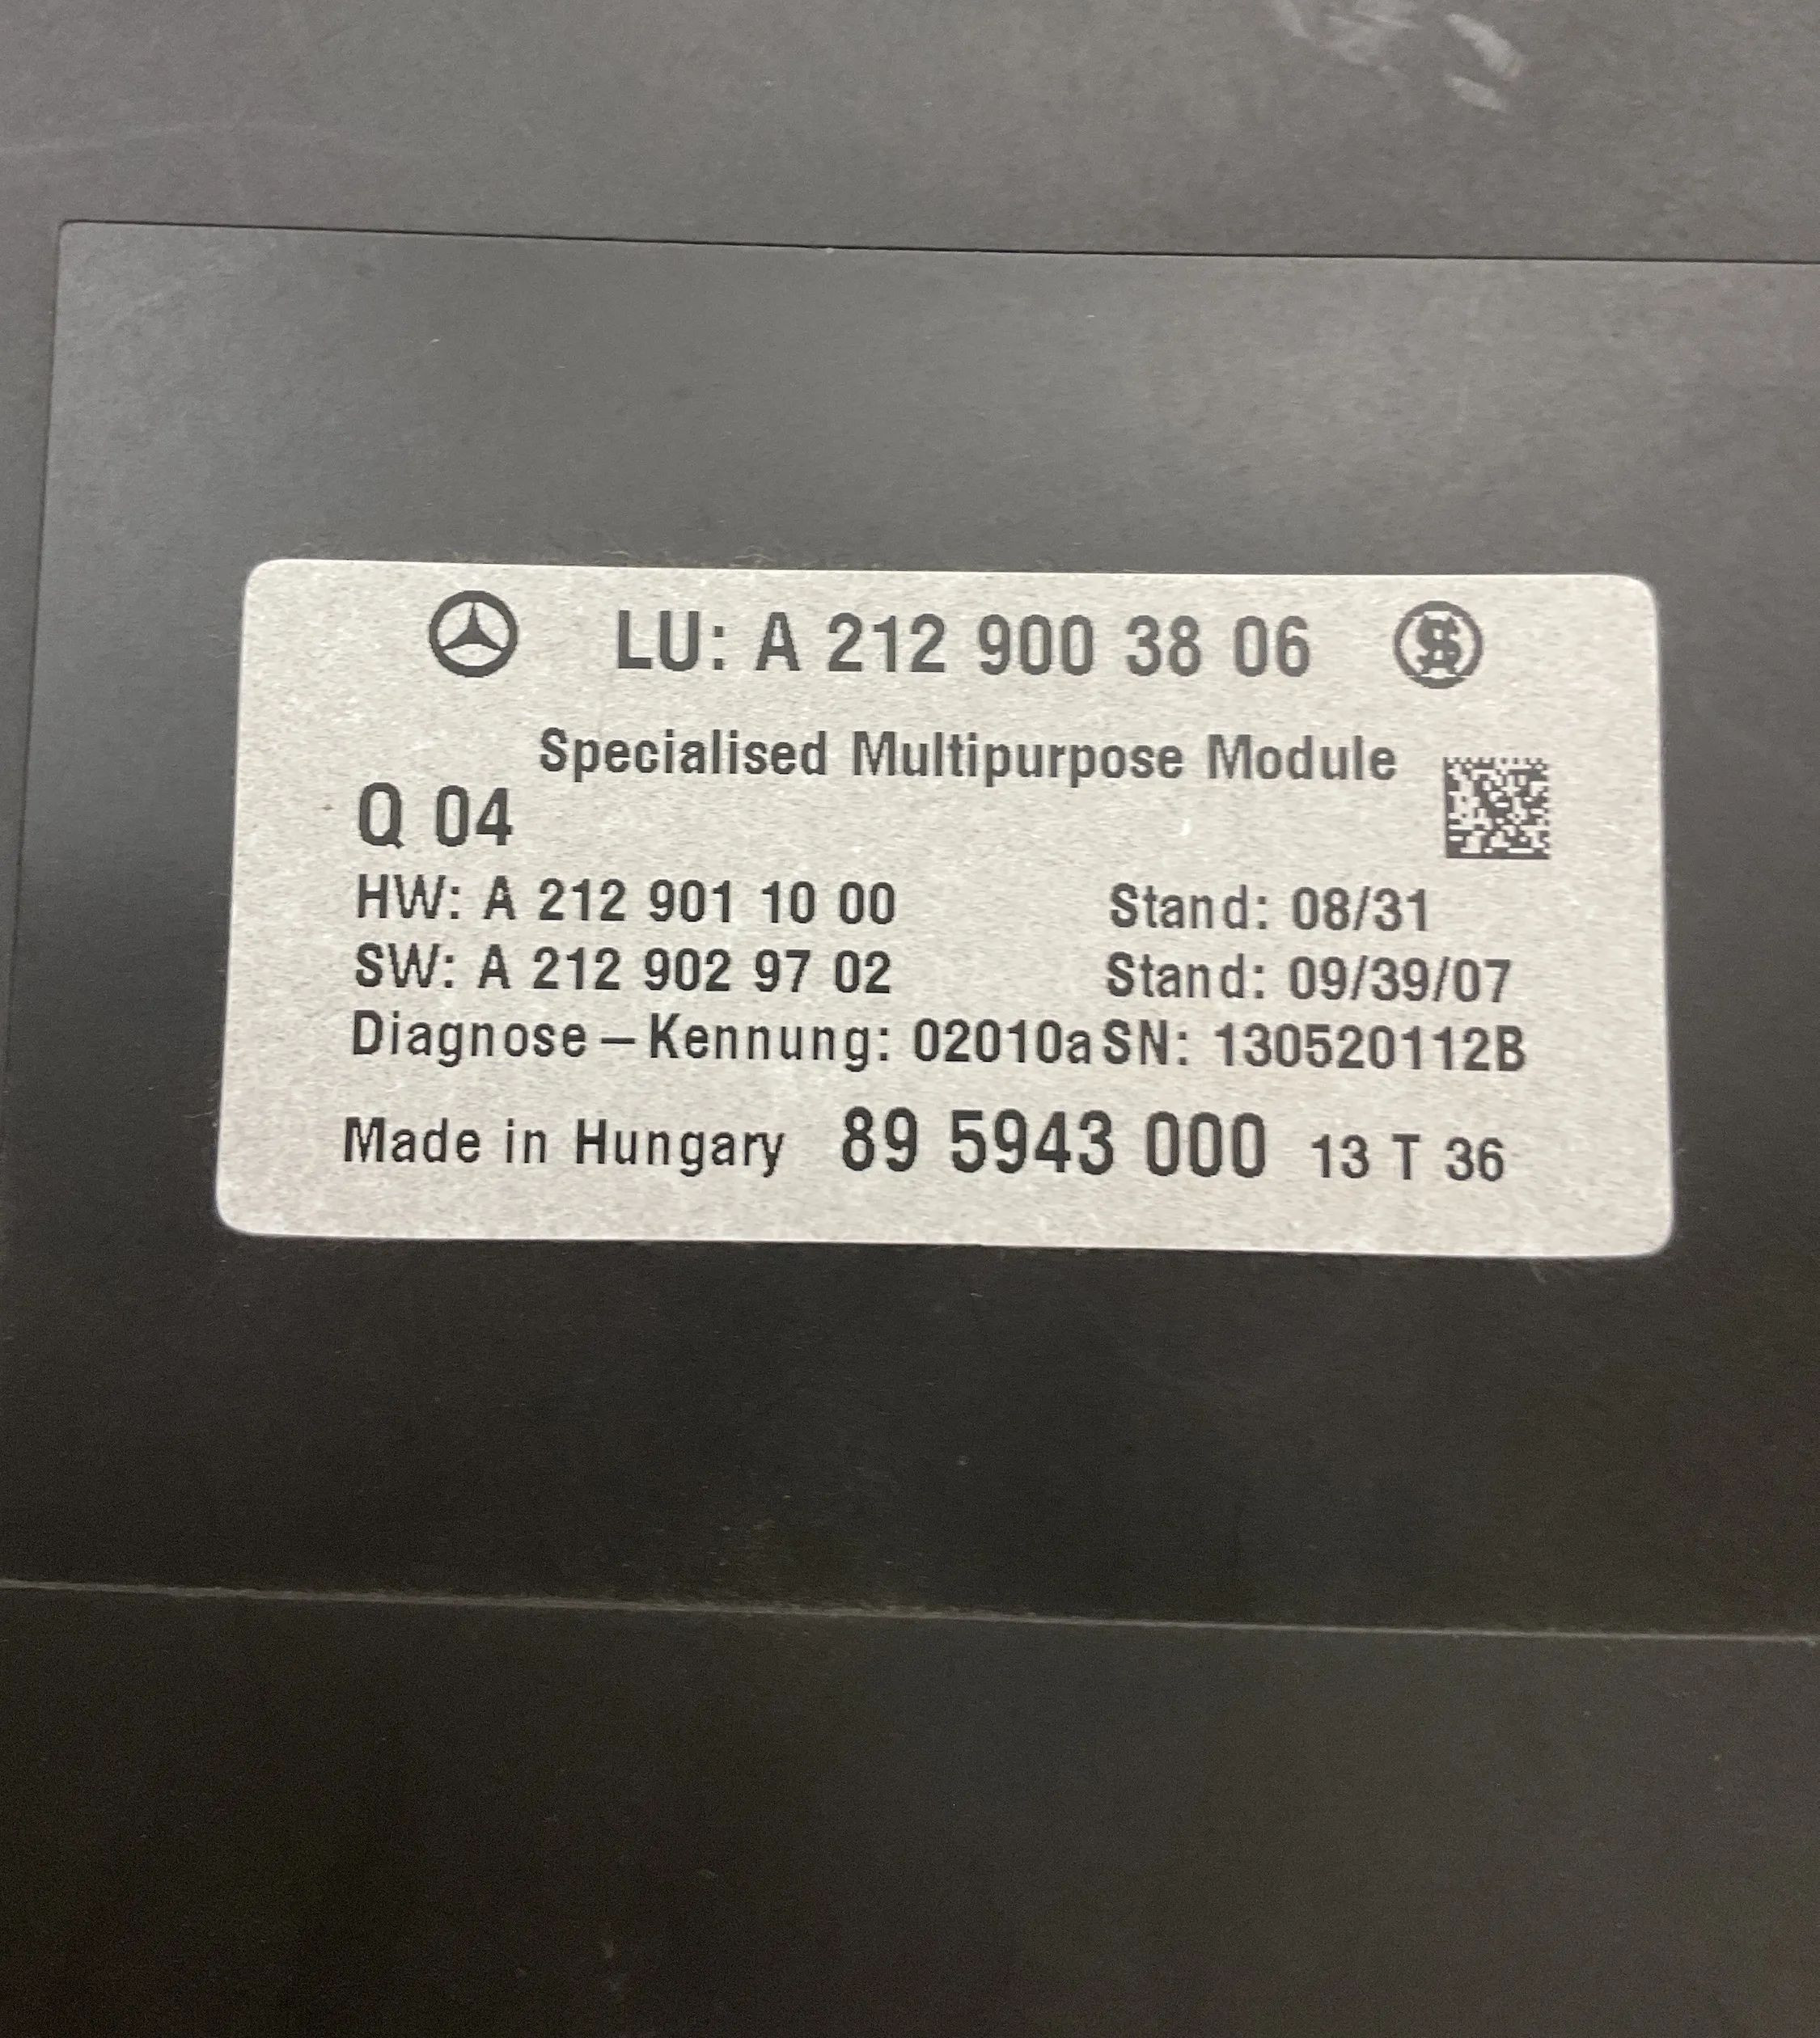 LU: A 212 900 38 06
Specialised Multipurpose Module
Q 04
HW: A 212 901 10 00 Stand: 08/31
SW: A 212 902 97 02 Stand: 09/39/07
Diagnose–Kennung: 02010a SN: 130520112B
Made in Hungary 89 5943 000 13 T 36